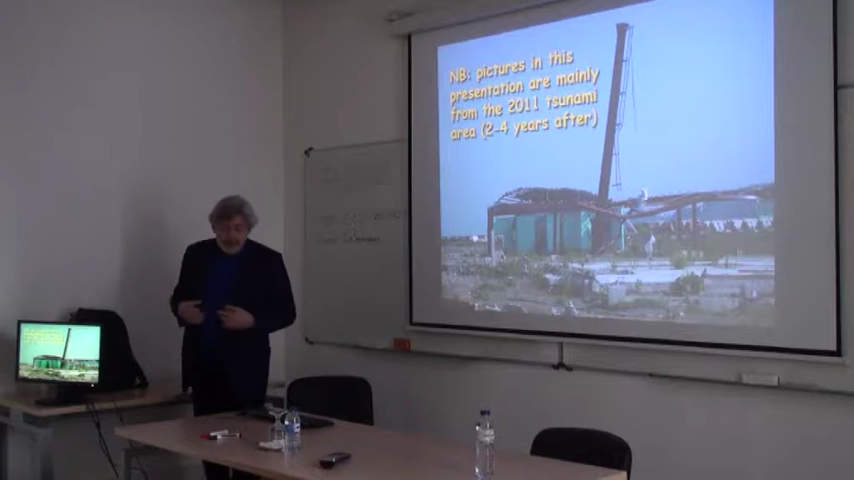 NB: pictures in this
presentation are mainly
from the 2011 tsunami
area (2-4 years after)